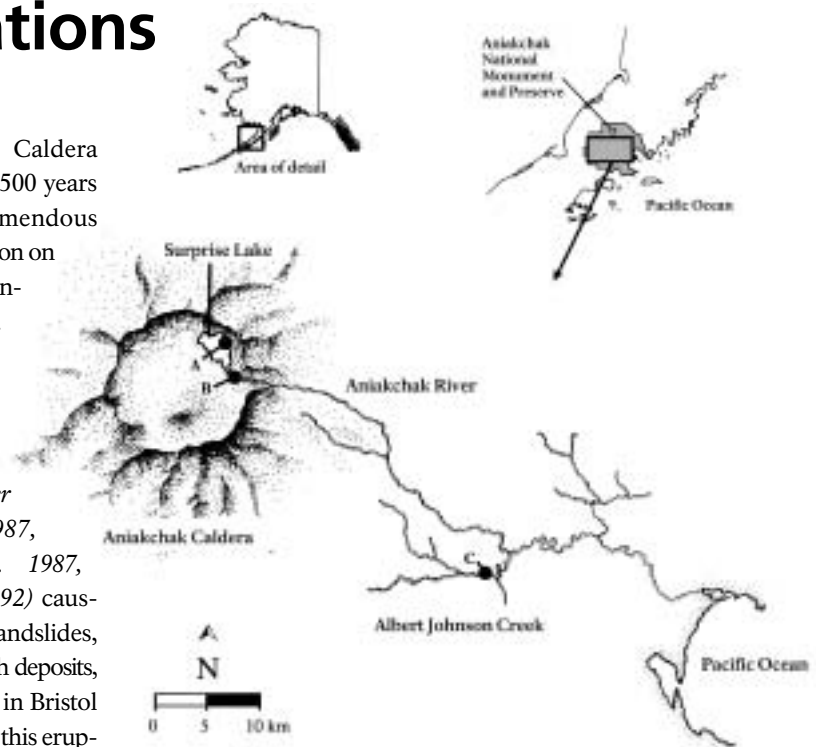 ations
Caldera
500 years
mendous
on on
n-
r
987,
1987,
92) caus-
andslides,
h deposits,
in Bristol
this erup-
Area of detail
Aniakchak
National
Monument
and Preserve
Pacific Ocean
Surprise Lake
A
B
Aniakchak River
Aniakchak Caldera
C
Albert Johnson Creek
Pacific Ocean
N
0 5 10 km